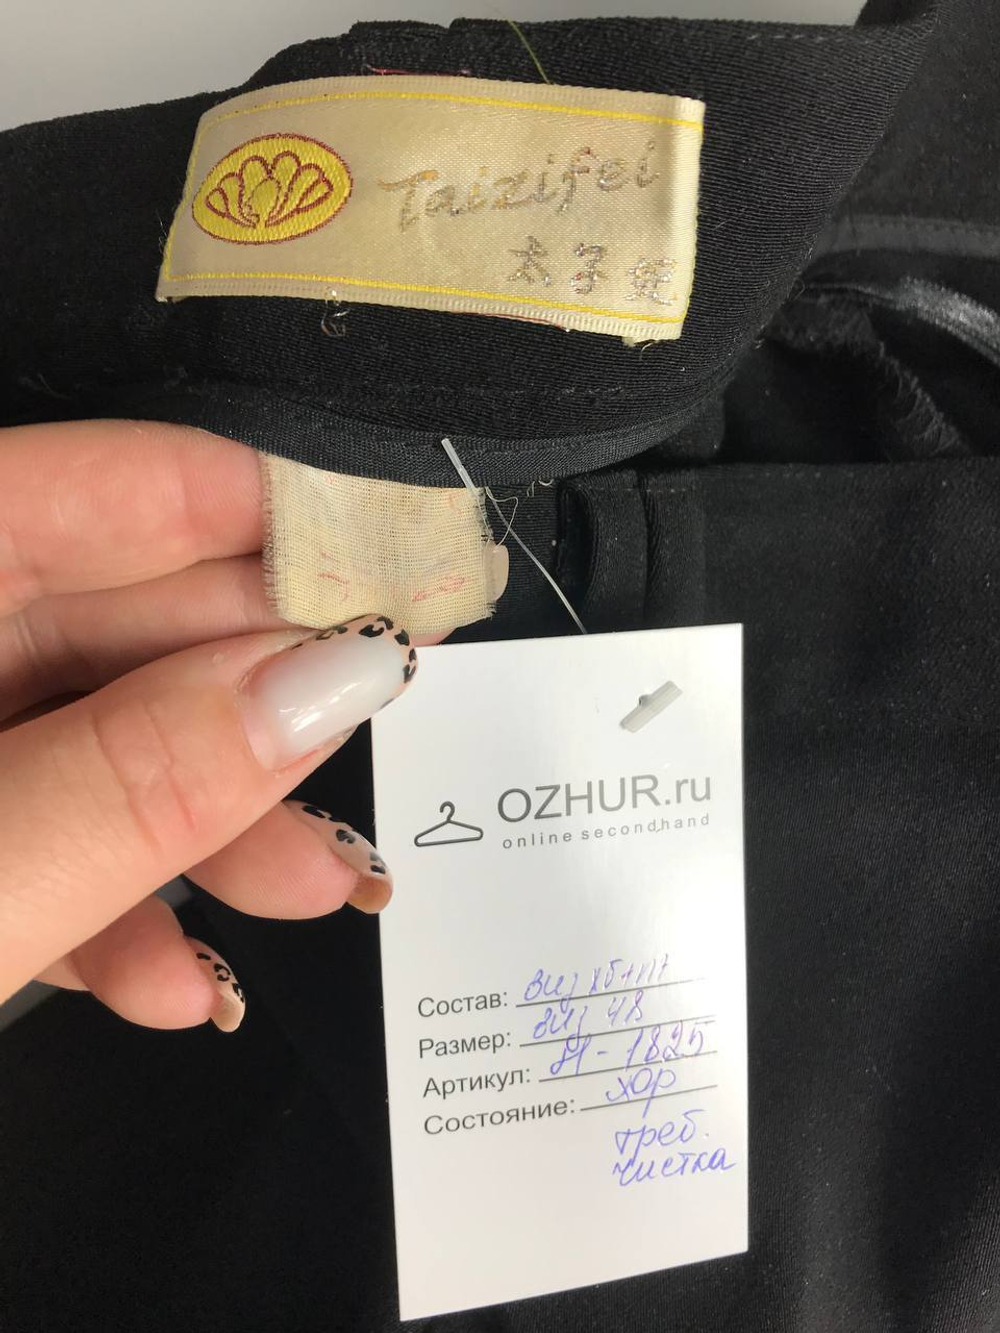 Taizifei
太子妃
OZHUR.ru
online secondhand
Состав: виз хб+пт
Размер: виз 48
Артикул: Н-1825
Состояние: хор
треб.
чистка